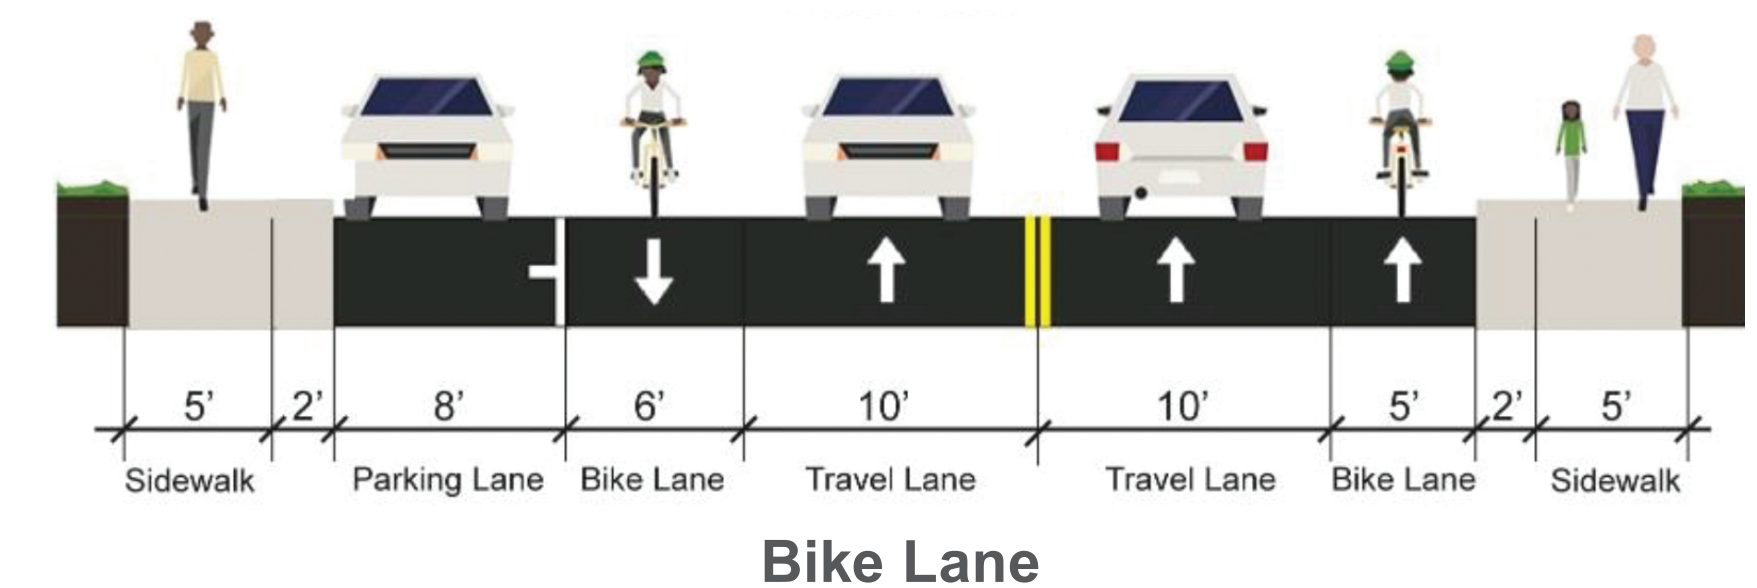 5’ 2’ 8’ 6’ 10’ 10’ 5’ 2’ 5’
Sidewalk Parking Lane Bike Lane Travel Lane Travel Lane Bike Lane Sidewalk
Bike Lane